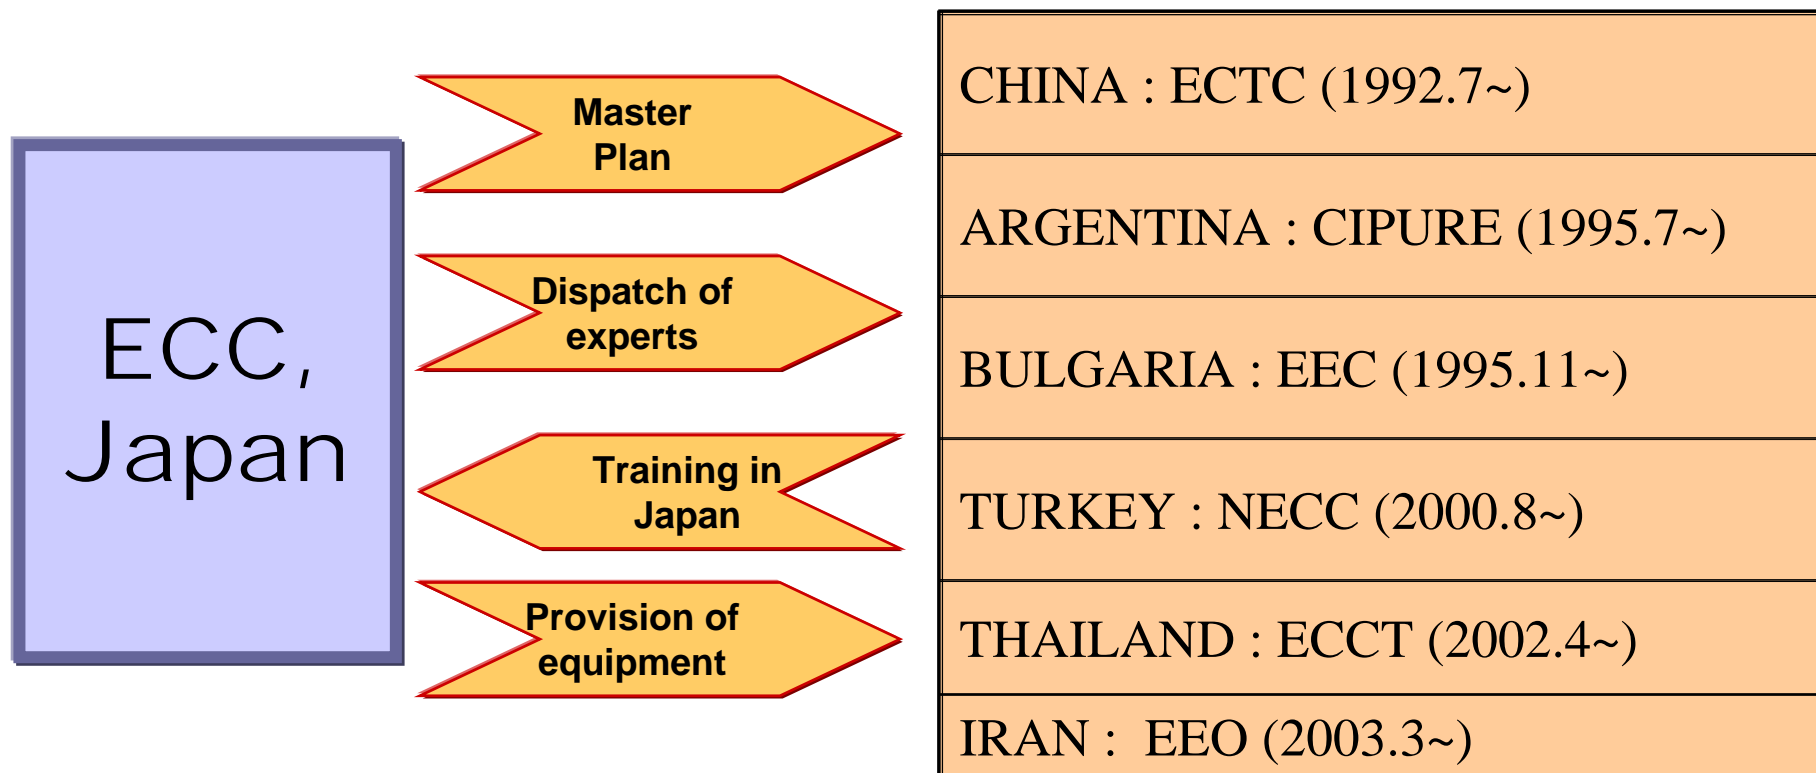 ECC,
Japan
Master
Plan
Dispatch of
experts
Training in
Japan
Provision of
equipment
CHINA : ECTC (1992.7~)
ARGENTINA : CIPURE (1995.7~)
BULGARIA : EEC (1995.11~)
TURKEY : NECC (2000.8~)
THAILAND : ECCT (2002.4~)
IRAN :  EEO (2003.3~)